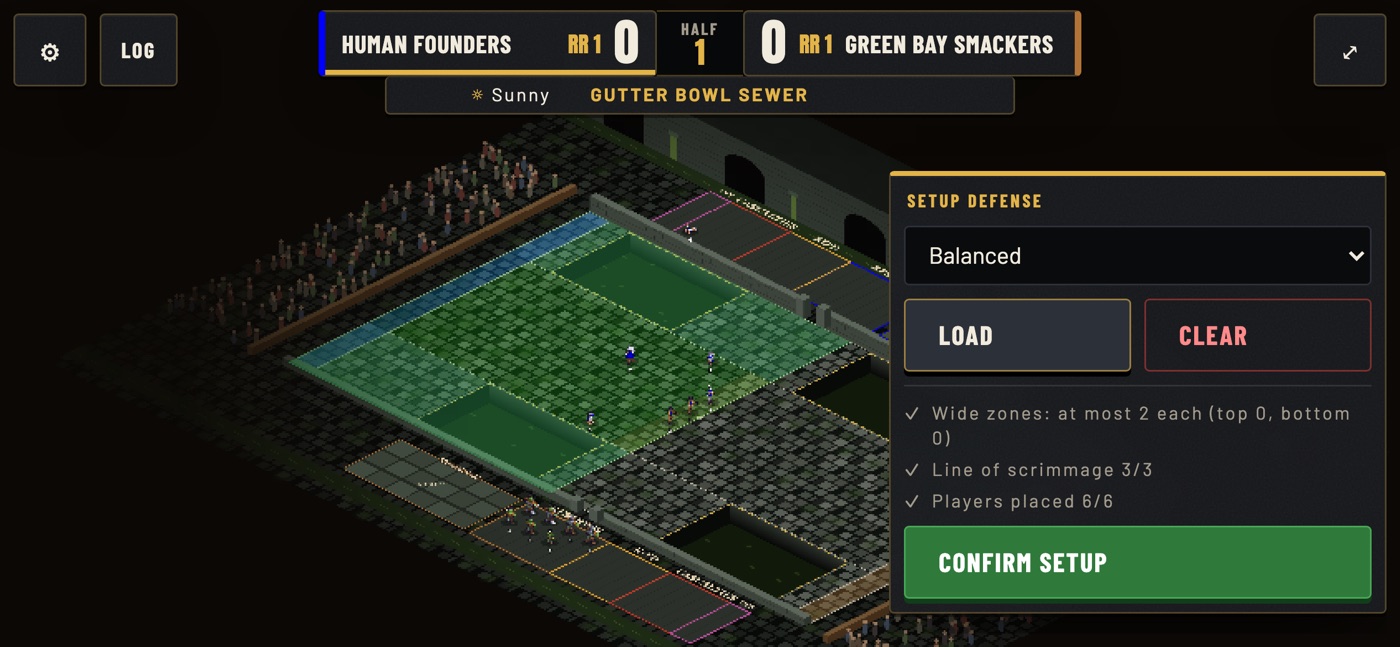 LOG
HUMAN FOUNDERS RR 1 0
HALF
1
0 RR 1 GREEN BAY SMACKERS
Sunny GUTTER BOWL SEWER
SETUP DEFENSE
Balanced
LOAD
CLEAR
Wide zones: at most 2 each (top 0, bottom
0)
Line of scrimmage 3/3
Players placed 6/6
CONFIRM SETUP